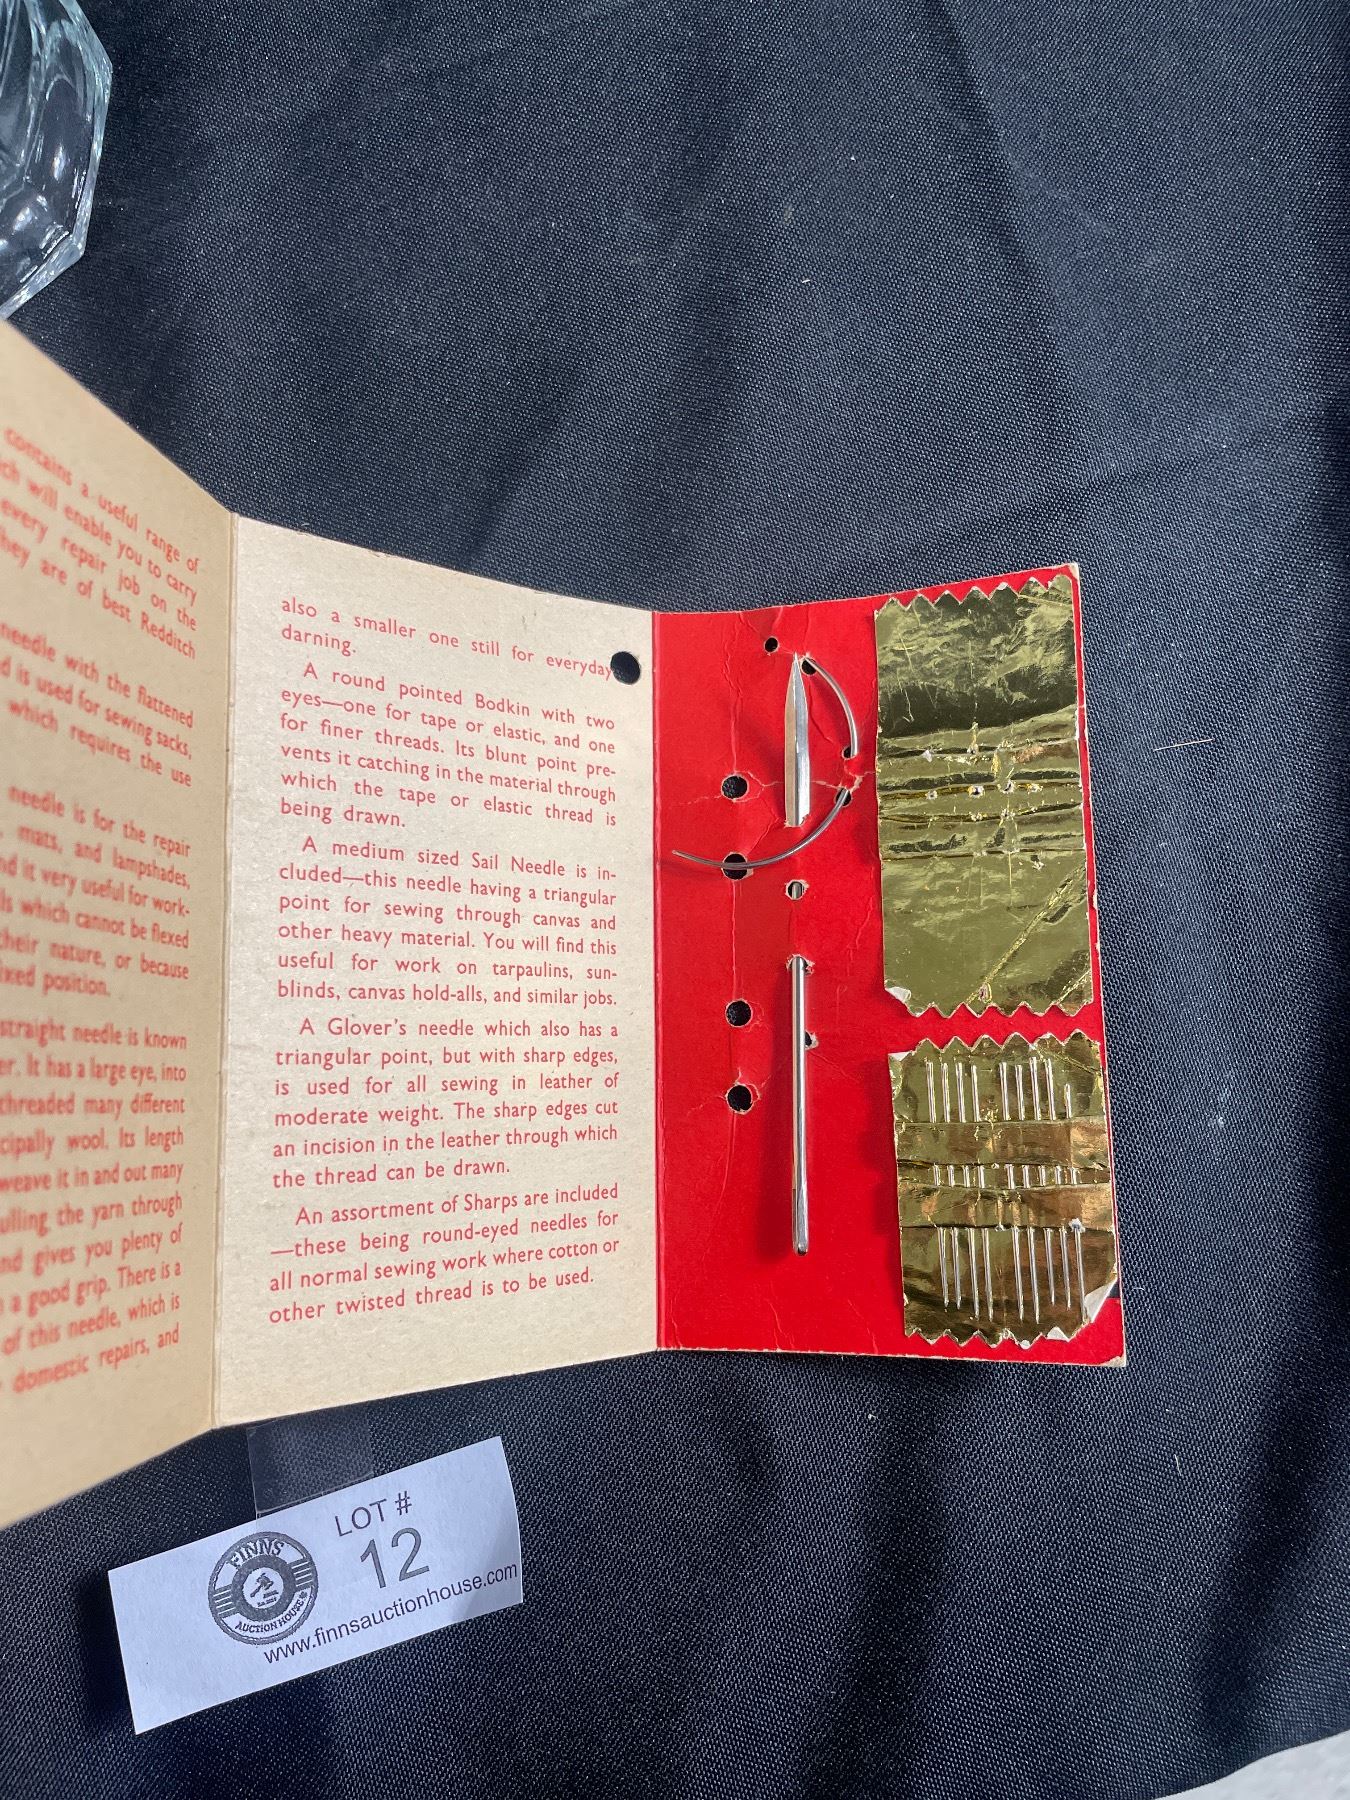 contains a useful range of
ch will enable you to carry
every repair job on the
hey are of best Redditch
needle with the flattened
d is used for sewing sacks,
which requires the use
needle is for the repair
, mats, and lampshades,
nd it very useful for work-
ls which cannot be flexed
heir nature, or because
ixed position.
straight needle is known
er. It has a large eye, into
threaded many different
cipally wool. Its length
weave it in and out many
ulling the yarn through
nd gives you plenty of
a good grip. There is a
of this needle, which is
domestic repairs, and
also a smaller one still for everyday
darning.
A round pointed Bodkin with two
eyes—one for tape or elastic, and one
for finer threads. Its blunt point pre-
vents it catching in the material through
which the tape or elastic thread is
being drawn.
A medium sized Sail Needle is in-
cluded—this needle having a triangular
point for sewing through canvas and
other heavy material. You will find this
useful for work on tarpaulins, sun-
blinds, canvas hold-alls, and similar jobs.
A Glover's needle which also has a
triangular point, but with sharp edges,
is used for all sewing in leather of
moderate weight. The sharp edges cut
an incision in the leather through which
the thread can be drawn.
An assortment of Sharps are included
—these being round-eyed needles for
all normal sewing work where cotton or
other twisted thread is to be used.
LOT #
12
FINNS
AUCTION HOUSE
www.finnsauctionhouse.com